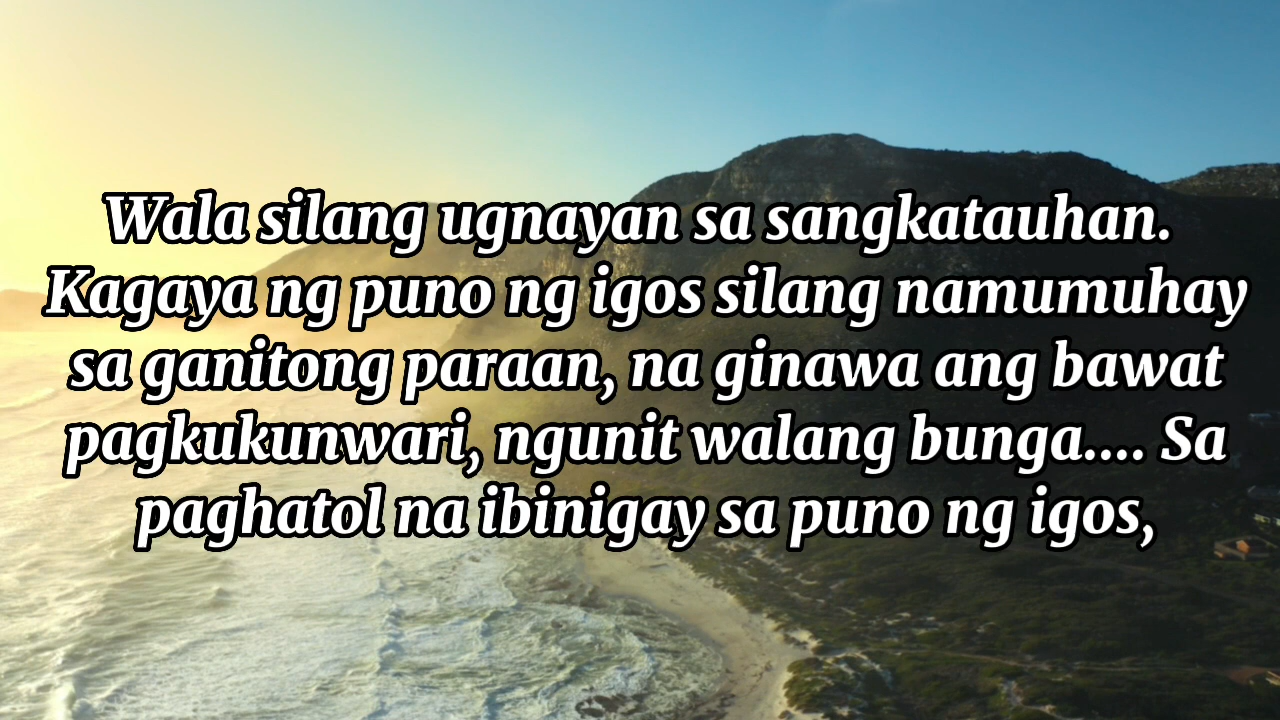 Wala silang ugnayan sa sangkatauhan.
Kagaya ng puno ng igos silang namumuhay
sa ganitong paraan, na ginawa ang bawat
pagkukunwari, ngunit walang bunga.... Sa
paghatol na ibinigay sa puno ng igos,